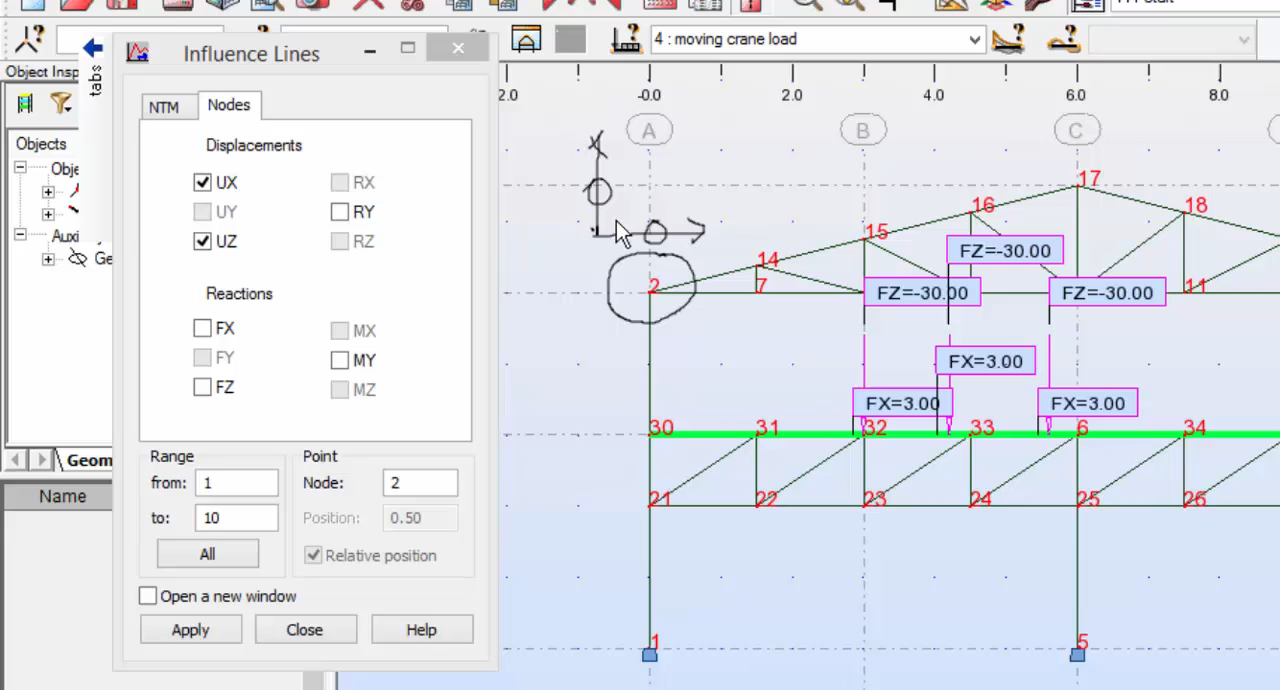 4 : moving crane load
Object Insp
tabs
Influence Lines
NTM
Nodes
Displacements
UX
RX
UY
RY
UZ
RZ
Reactions
FX
MX
FY
MY
FZ
MZ
Range
from: 1
to: 10
All
Point
Node: 2
Position: 0.50
Relative position
Open a new window
Apply
Close
Help
Objects
Obje
Auxi
Ge
Geom
Name
2.0
-0.0
2.0
4.0
6.0
8.0
A
B
C
17
16
18
15
14
2
7
11
FZ=-30.00
FZ=-30.00
FZ=-30.00
FX=3.00
FX=3.00
FX=3.00
30
31
32
33
6
34
21
22
23
24
25
26
1
5